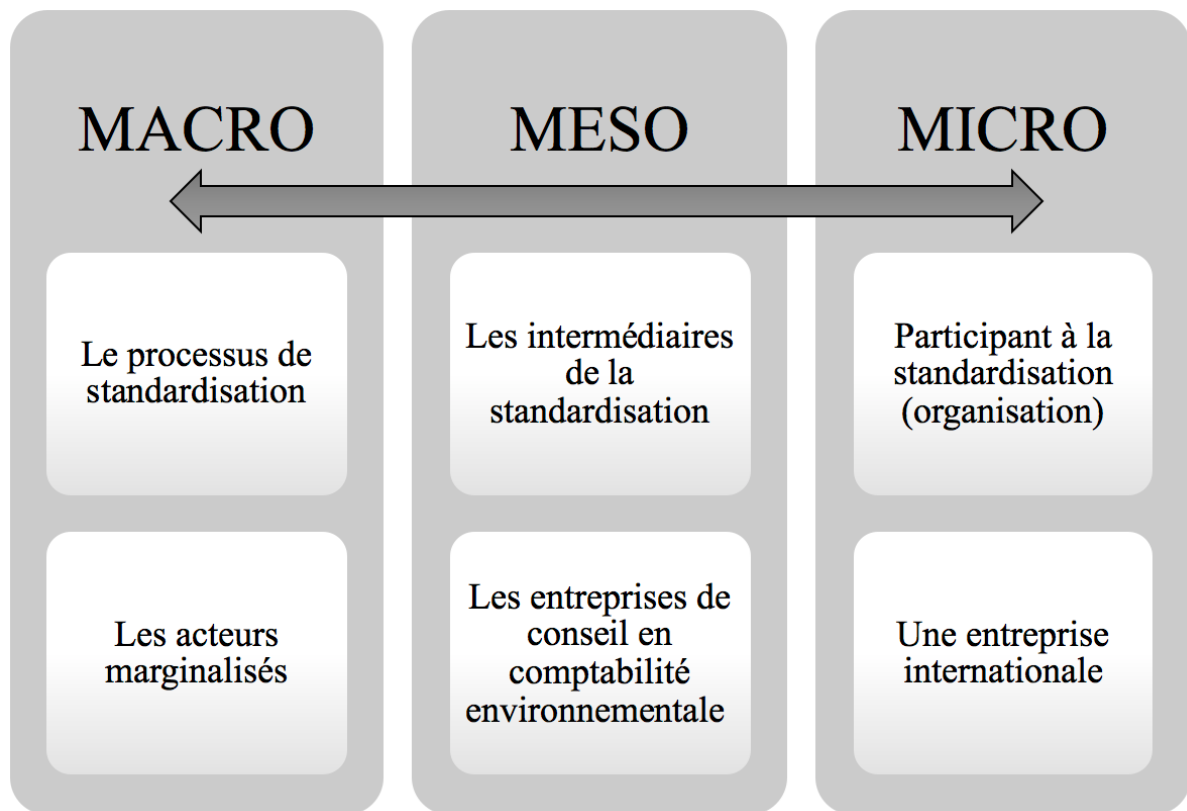 MACRO
MESO
MICRO
Le processus de
standardisation
Les intermédiaires
de la
standardisation
Participant à la
standardisation
(organisation)
Les acteurs
marginalisés
Les entreprises de
conseil en
comptabilité
environnementale
Une entreprise
internationale